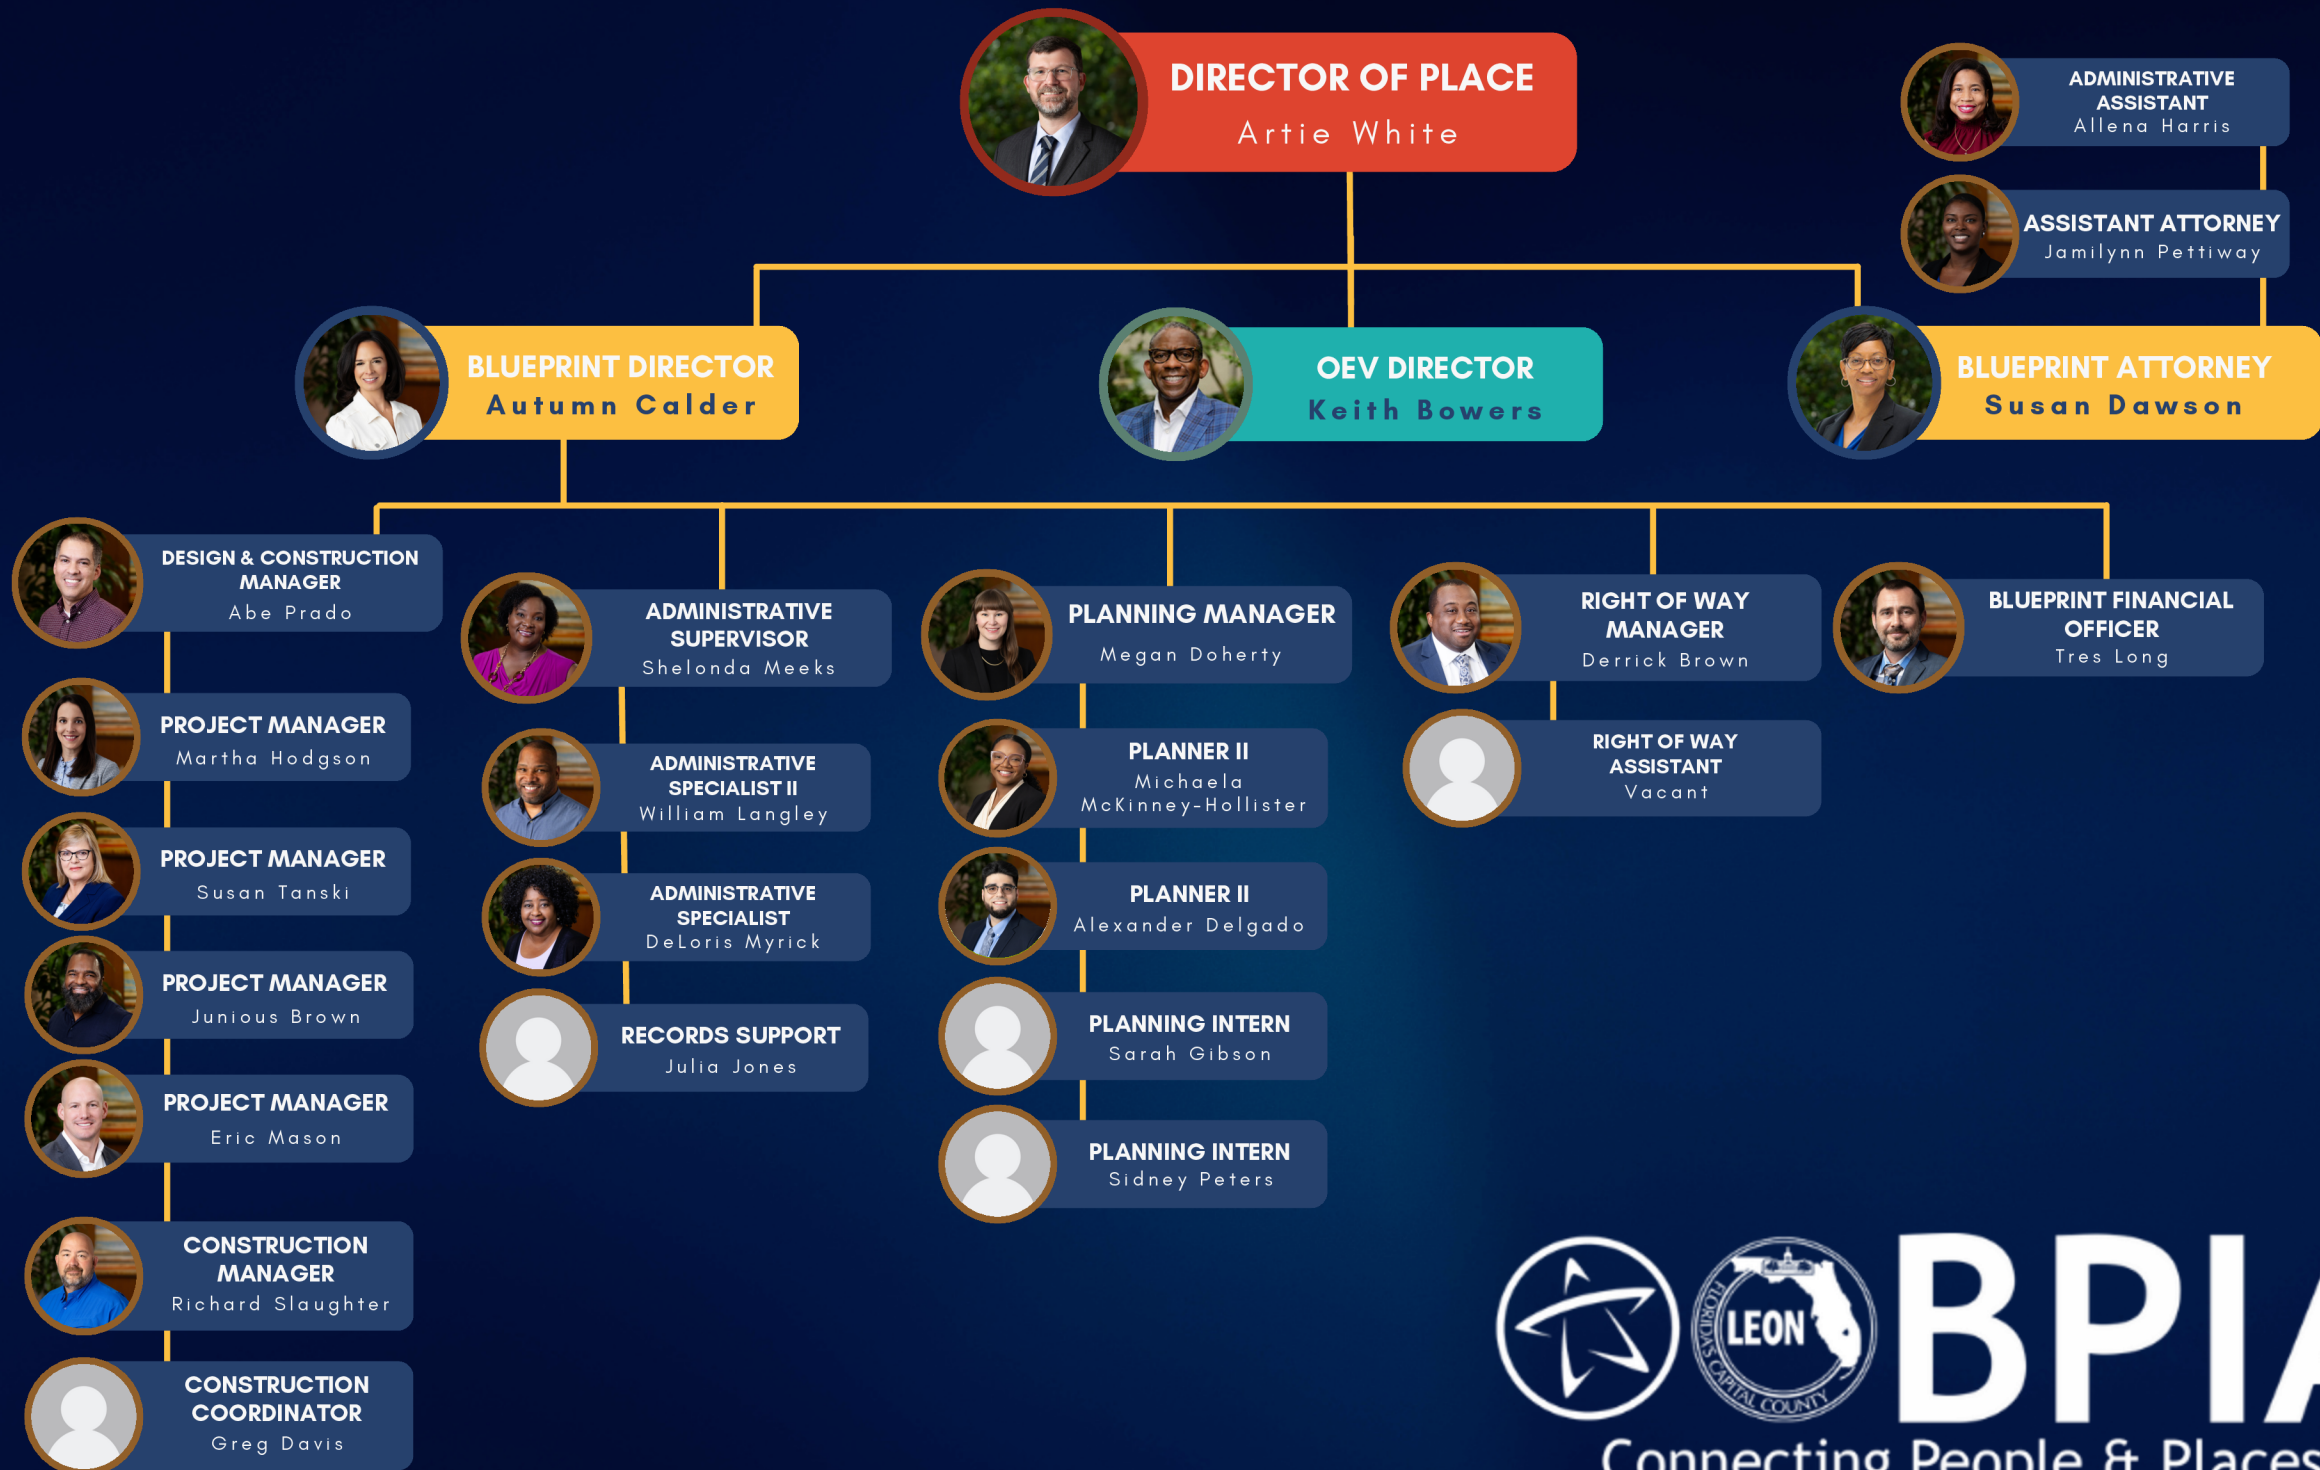 DIRECTOR OF PLACE
Artie White
ADMINISTRATIVE
ASSISTANT
Allena Harris
ASSISTANT ATTORNEY
Jamilynn Pettiway
BLUEPRINT DIRECTOR
Autumn Calder
OEV DIRECTOR
Keith Bowers
BLUEPRINT ATTORNEY
Susan Dawson
DESIGN & CONSTRUCTION
MANAGER
Abe Prado
PROJECT MANAGER
Martha Hodgson
PROJECT MANAGER
Susan Tanski
PROJECT MANAGER
Junious Brown
PROJECT MANAGER
Eric Mason
CONSTRUCTION
MANAGER
Richard Slaughter
CONSTRUCTION
COORDINATOR
Greg Davis
ADMINISTRATIVE
SUPERVISOR
Shelonda Meeks
ADMINISTRATIVE
SPECIALIST II
William Langley
ADMINISTRATIVE
SPECIALIST
DeLoris Myrick
RECORDS SUPPORT
Julia Jones
PLANNING MANAGER
Megan Doherty
PLANNER II
Michaela
McKinney-Hollister
PLANNER II
Alexander Delgado
PLANNING INTERN
Sarah Gibson
PLANNING INTERN
Sidney Peters
RIGHT OF WAY
MANAGER
Derrick Brown
RIGHT OF WAY
ASSISTANT
Vacant
BLUEPRINT FINANCIAL
OFFICER
Tres Long
LEON
FLORIDAS CAPITAL COUNTY
BPIA
Connecting People & Places